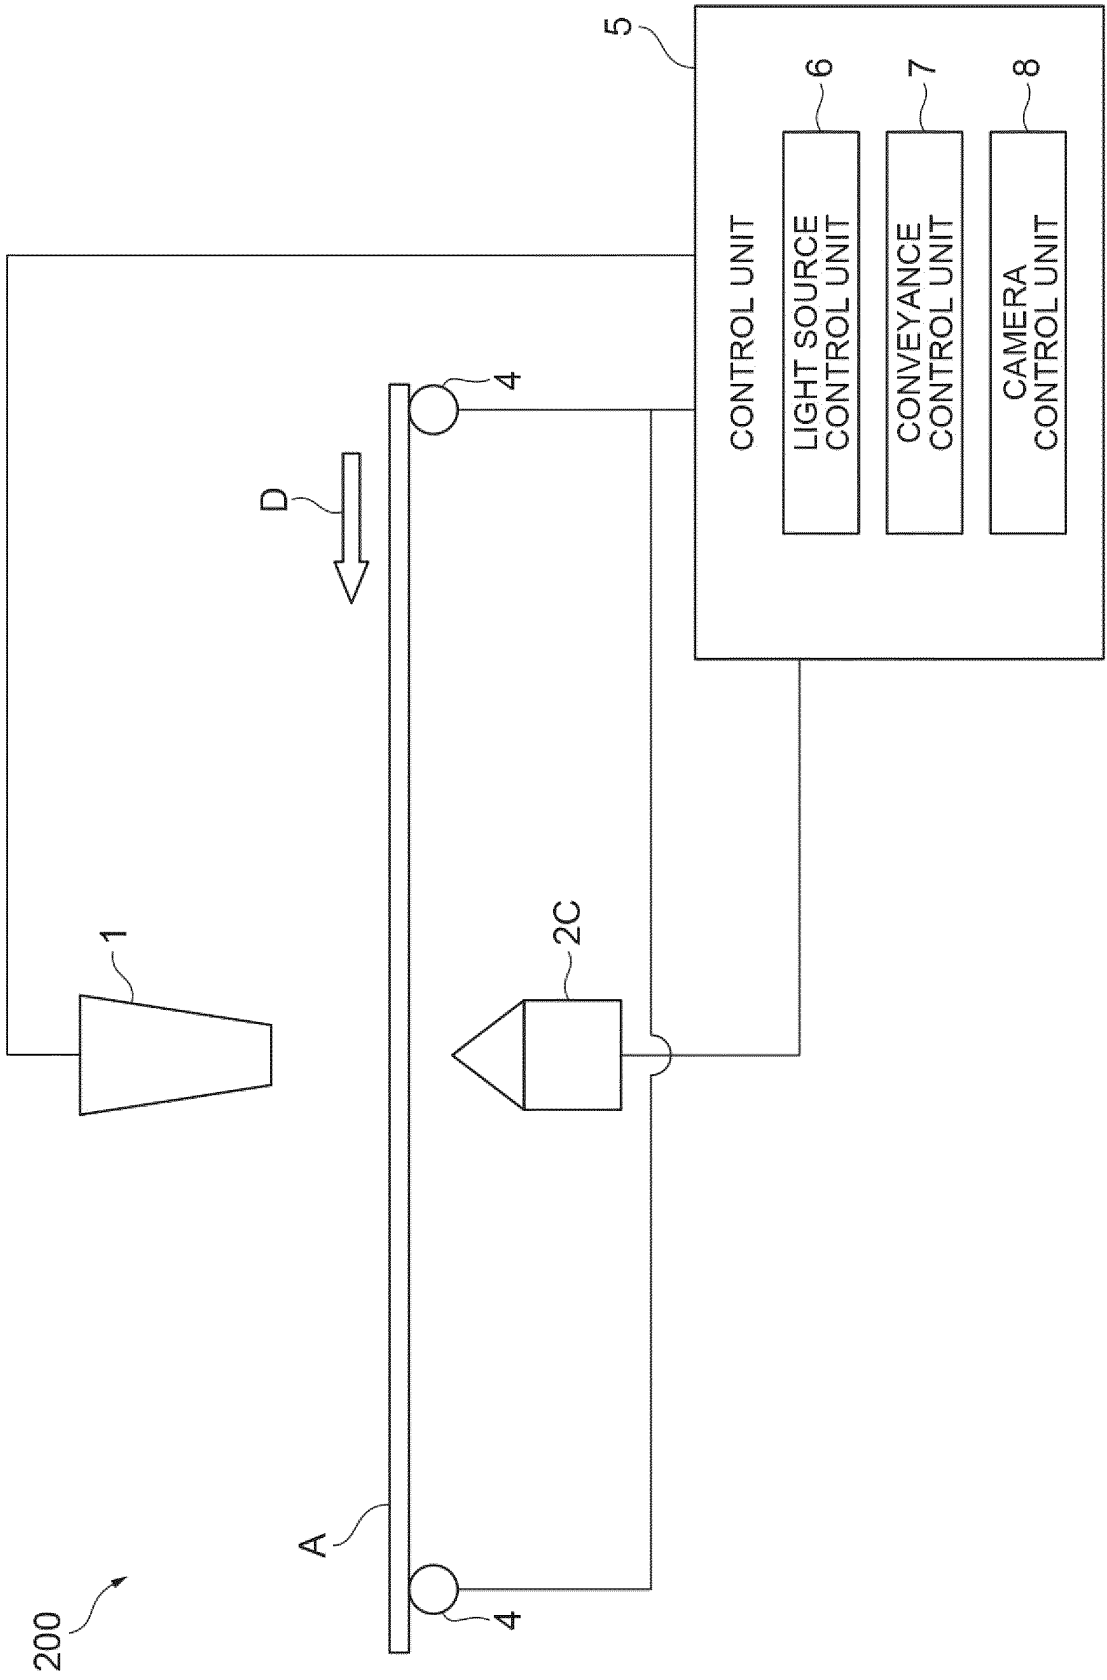 200
1
D
A
4
4
2C
5
CONTROL UNIT
6
LIGHT SOURCE
CONTROL UNIT
7
CONVEYANCE
CONTROL UNIT
8
CAMERA
CONTROL UNIT